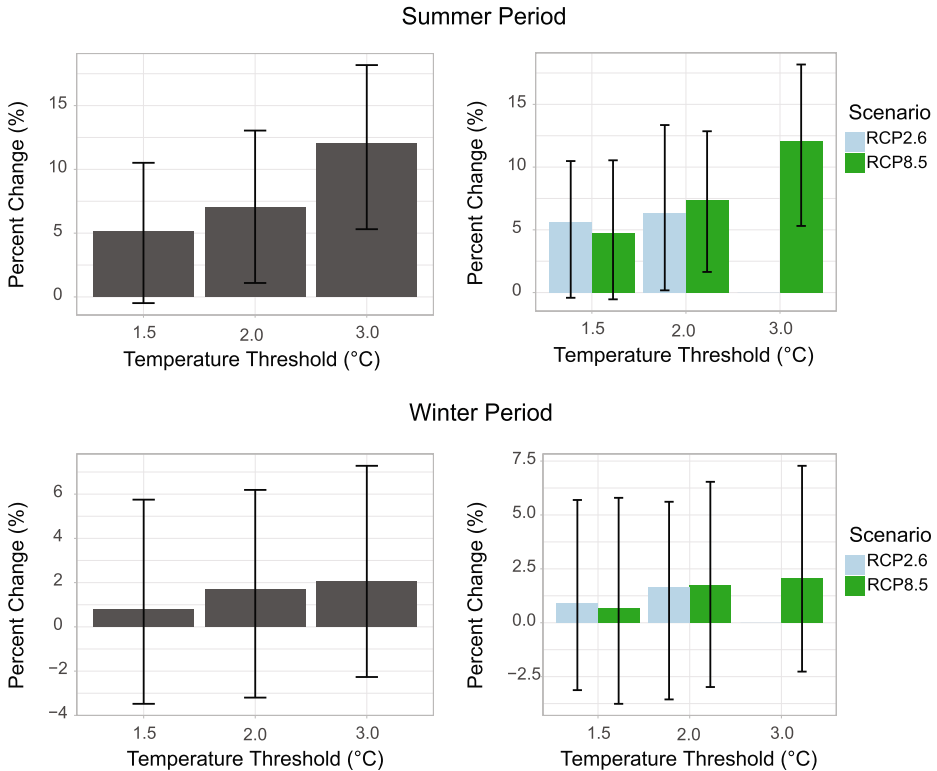 Summer Period
Percent Change (%)
15
10
5
0
1.5
2.0
3.0
Temperature Threshold (°C)
Percent Change (%)
15
10
5
0
1.5
2.0
3.0
Temperature Threshold (°C)
Scenario
RCP2.6
RCP8.5
Winter Period
Percent Change (%)
6
4
2
0
−2
−4
1.5
2.0
3.0
Temperature Threshold (°C)
Percent Change (%)
7.5
5.0
2.5
0.0
−2.5
1.5
2.0
3.0
Temperature Threshold (°C)
Scenario
RCP2.6
RCP8.5